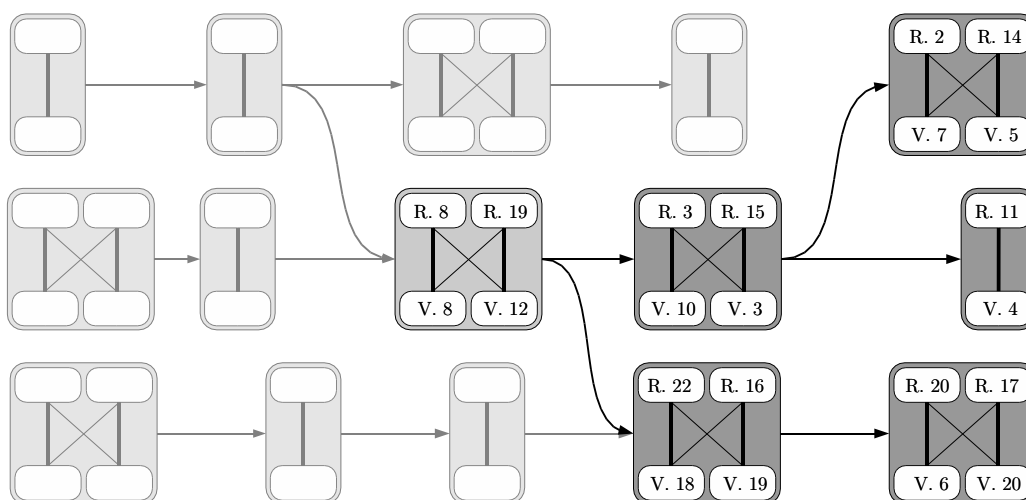 R. 2 R. 14
V. 7 V. 5
R. 8 R. 19
V. 8 V. 12
R. 3 R. 15
V. 10 V. 3
R. 11
V. 4
R. 22 R. 16
V. 18 V. 19
R. 20 R. 17
V. 6 V. 20